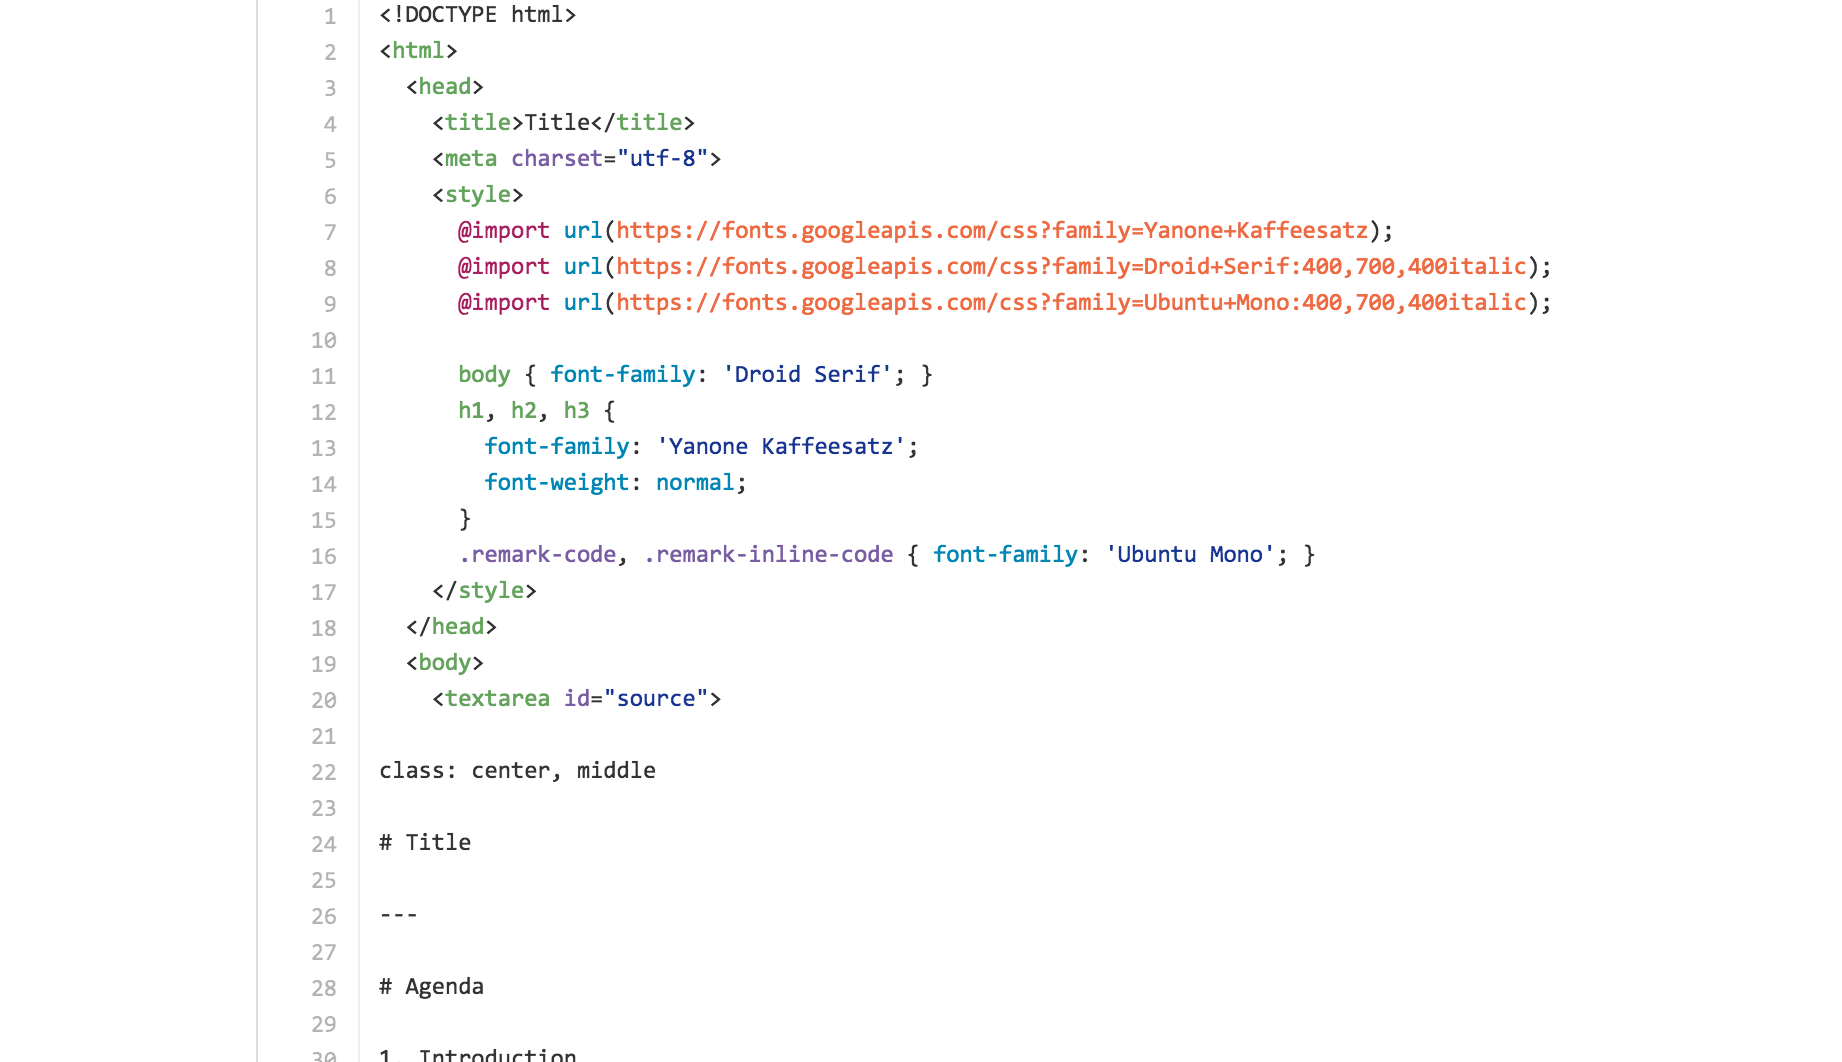 1 <!DOCTYPE html>
2 <html>
3   <head>
4     <title>Title</title>
5     <meta charset="utf-8">
6     <style>
7       @import url(https://fonts.googleapis.com/css?family=Yanone+Kaffeesatz);
8       @import url(https://fonts.googleapis.com/css?family=Droid+Serif:400,700,400italic);
9       @import url(https://fonts.googleapis.com/css?family=Ubuntu+Mono:400,700,400italic);
10
11       body { font-family: 'Droid Serif'; }
12       h1, h2, h3 {
13         font-family: 'Yanone Kaffeesatz';
14         font-weight: normal;
15       }
16       .remark-code, .remark-inline-code { font-family: 'Ubuntu Mono'; }
17     </style>
18   </head>
19   <body>
20     <textarea id="source">
21
22 class: center, middle
23
24 # Title
25
26 ---
27
28 # Agenda
29
30 1. Introduction